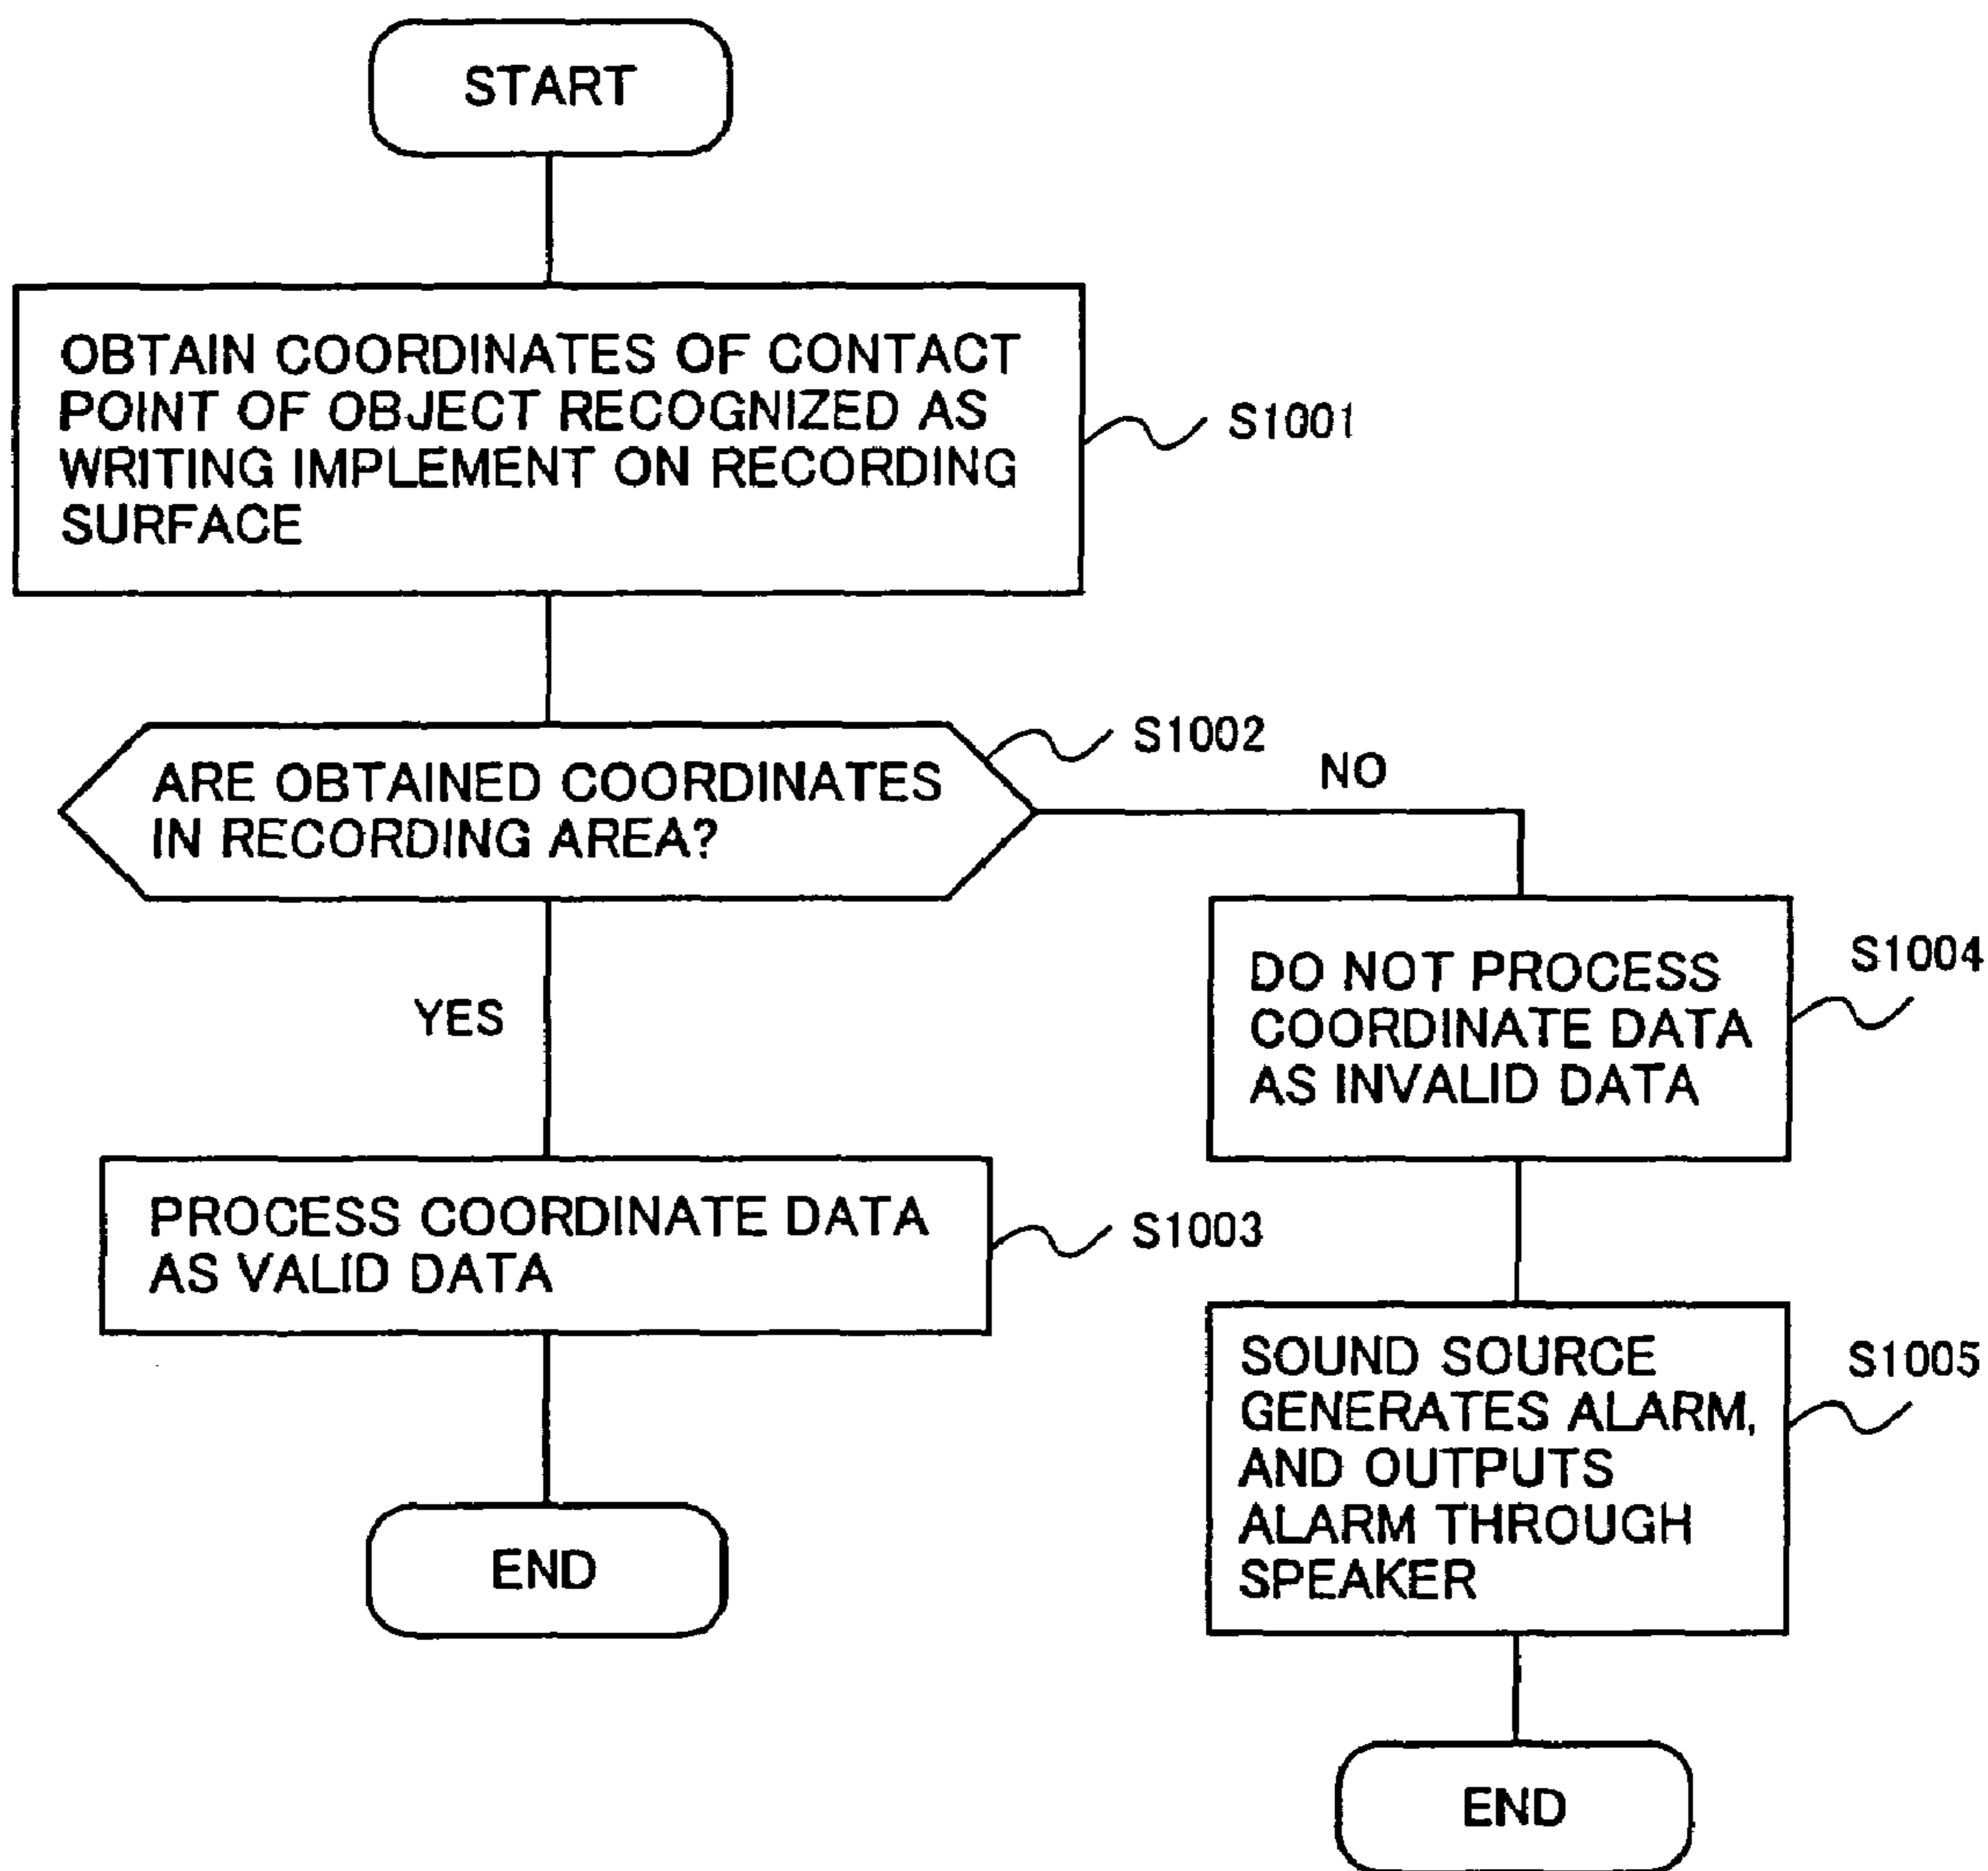 START
OBTAIN COORDINATES OF CONTACT
POINT OF OBJECT RECOGNIZED AS
WRITING IMPLEMENT ON RECORDING
SURFACE
S1001
S1002
ARE OBTAINED COORDINATES
IN RECORDING AREA?
NO
YES
DO NOT PROCESS
COORDINATE DATA
AS INVALID DATA
S1004
PROCESS COORDINATE DATA
AS VALID DATA
S1003
SOUND SOURCE
GENERATES ALARM,
AND OUTPUTS
ALARM THROUGH
SPEAKER
S1005
END
END